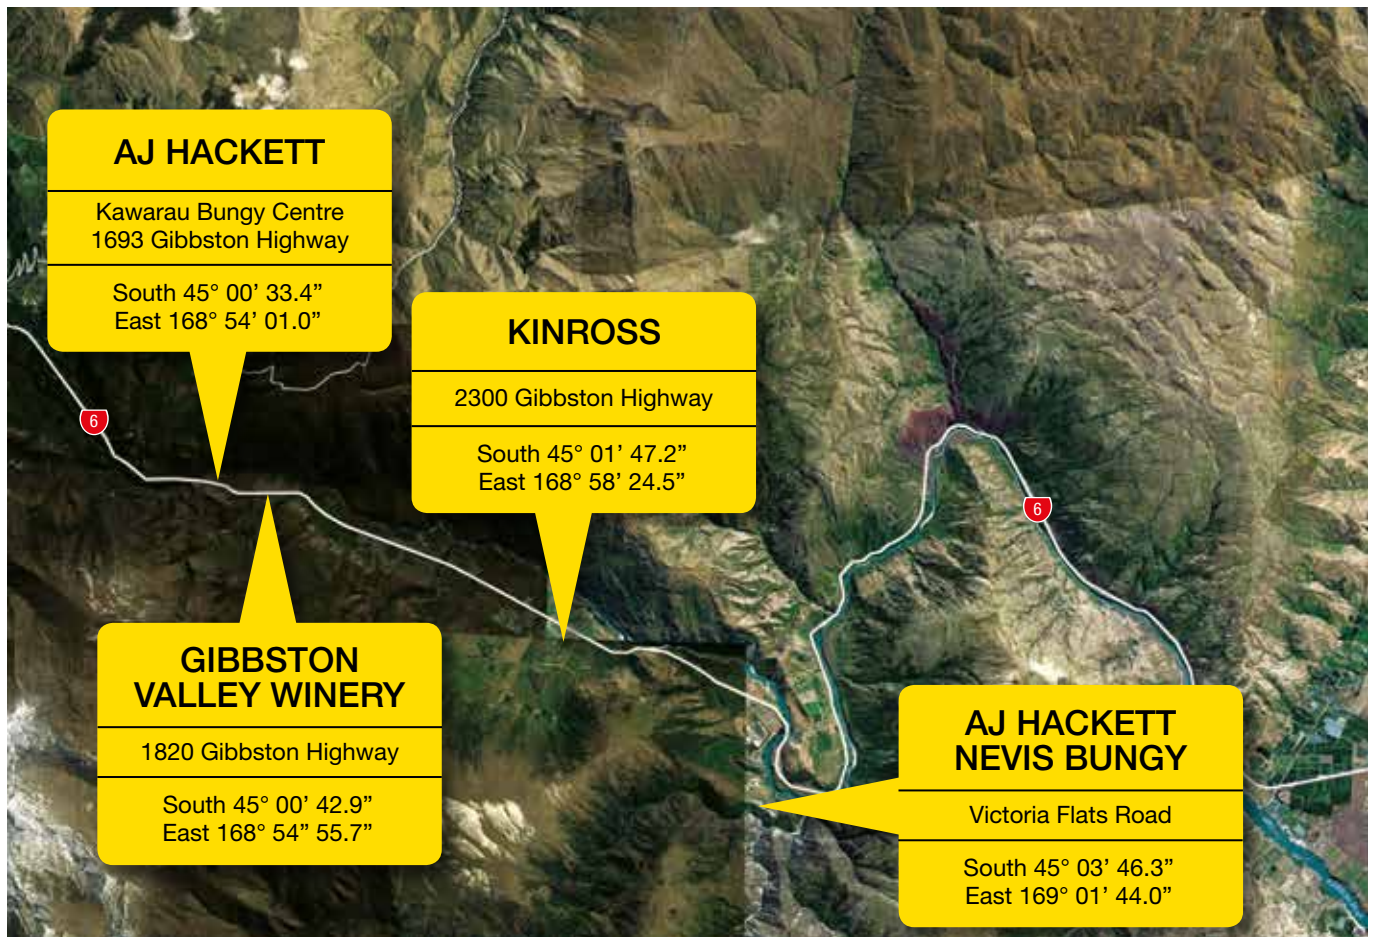 AJ HACKETT
Kawarau Bungy Centre
1693 Gibbston Highway
South 45° 00’ 33.4”
East 168° 54’ 01.0”
KINROSS
2300 Gibbston Highway
South 45° 01’ 47.2”
East 168° 58’ 24.5”
6
6
GIBBSTON
VALLEY WINERY
1820 Gibbston Highway
South 45° 00’ 42.9”
East 168° 54” 55.7”
AJ HACKETT
NEVIS BUNGY
Victoria Flats Road
South 45° 03’ 46.3”
East 169° 01’ 44.0”